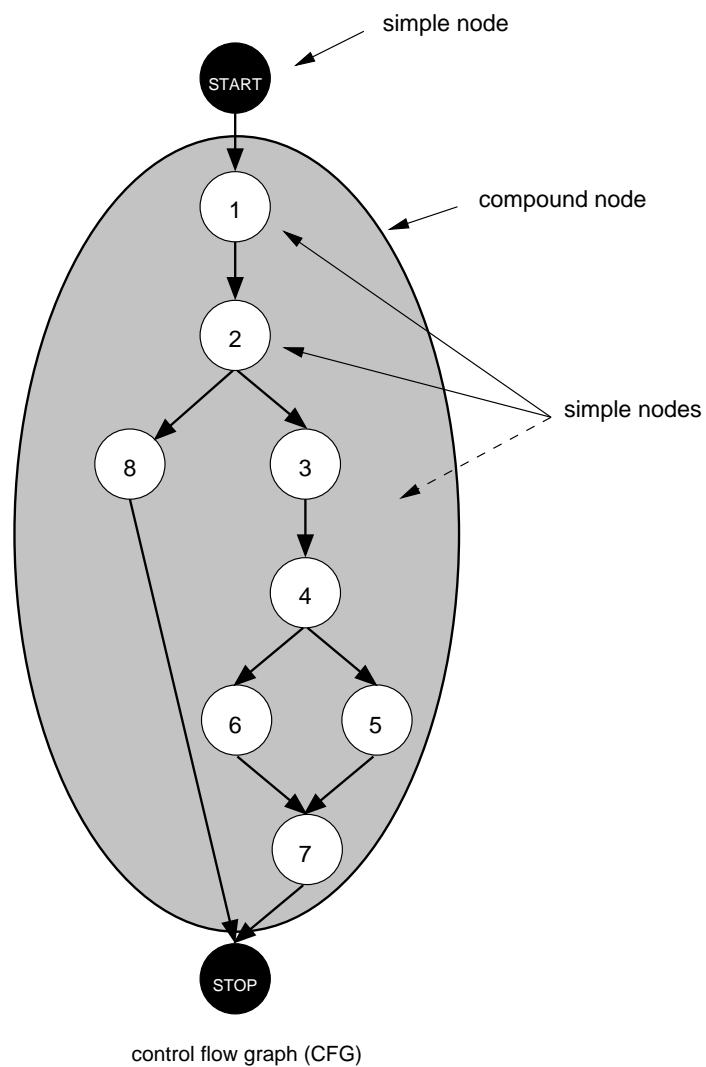 simple node
START
compound node
1
2
simple nodes
8
3
4
6
5
7
STOP
control flow graph (CFG)